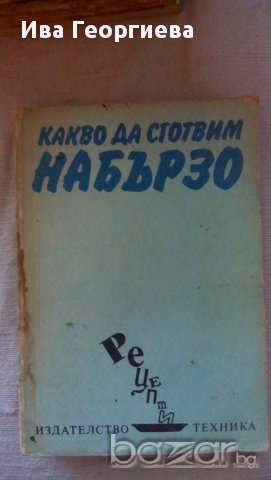 Ива Георгиева
КАКВО ДА СГОТВИМ
НАБЪРЗО
Рецепти
ИЗДАТЕЛСТВО ТЕХНИКА
bazar.bg